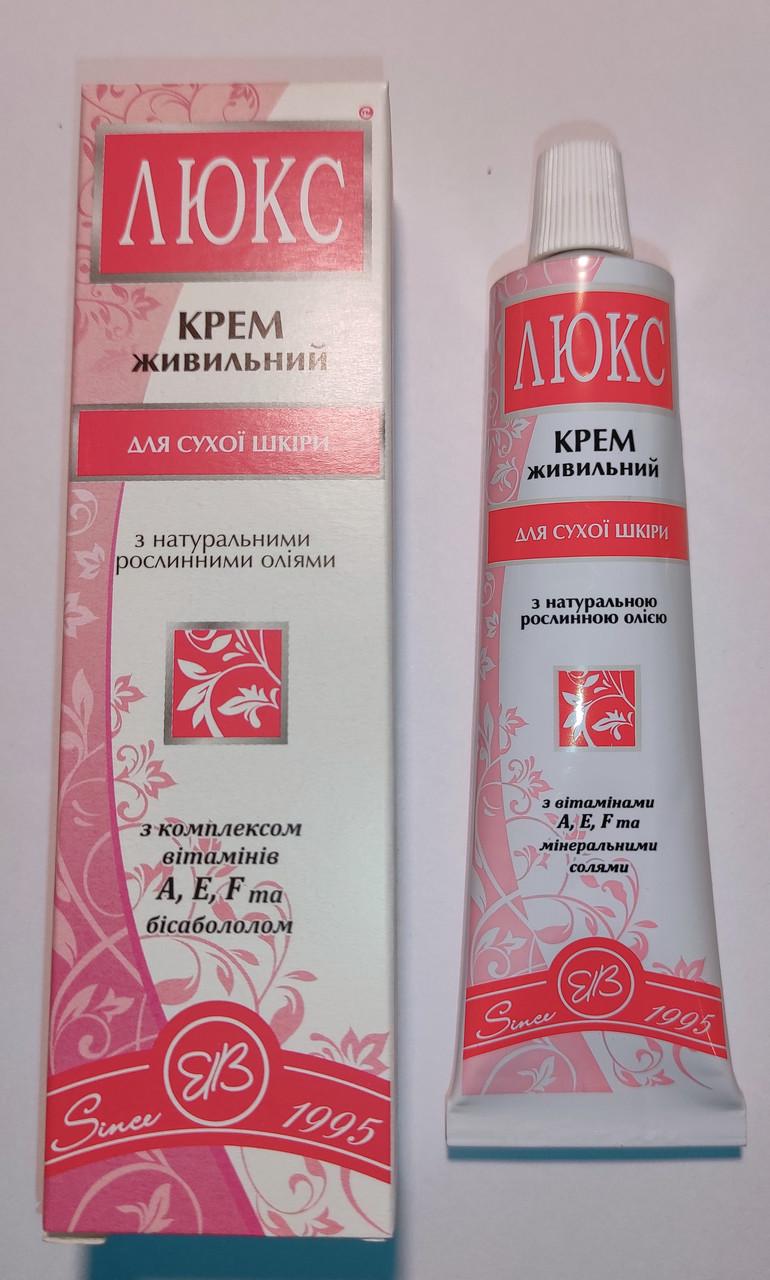 ЛЮКС
КРЕМ
ЖИВИЛЬНИЙ
ДЛЯ СУХОЇ ШКІРИ
з натуральними
рослинними оліями
з комплексом
вітамінів
A, E, F та
бісабололом
Since 1995
ЛЮКС
КРЕМ
ЖИВИЛЬНИЙ
ДЛЯ СУХОЇ ШКІРИ
з натуральною
рослинною олією
з вітамінами
A, E, F та
мінеральними
солями
Since 1995